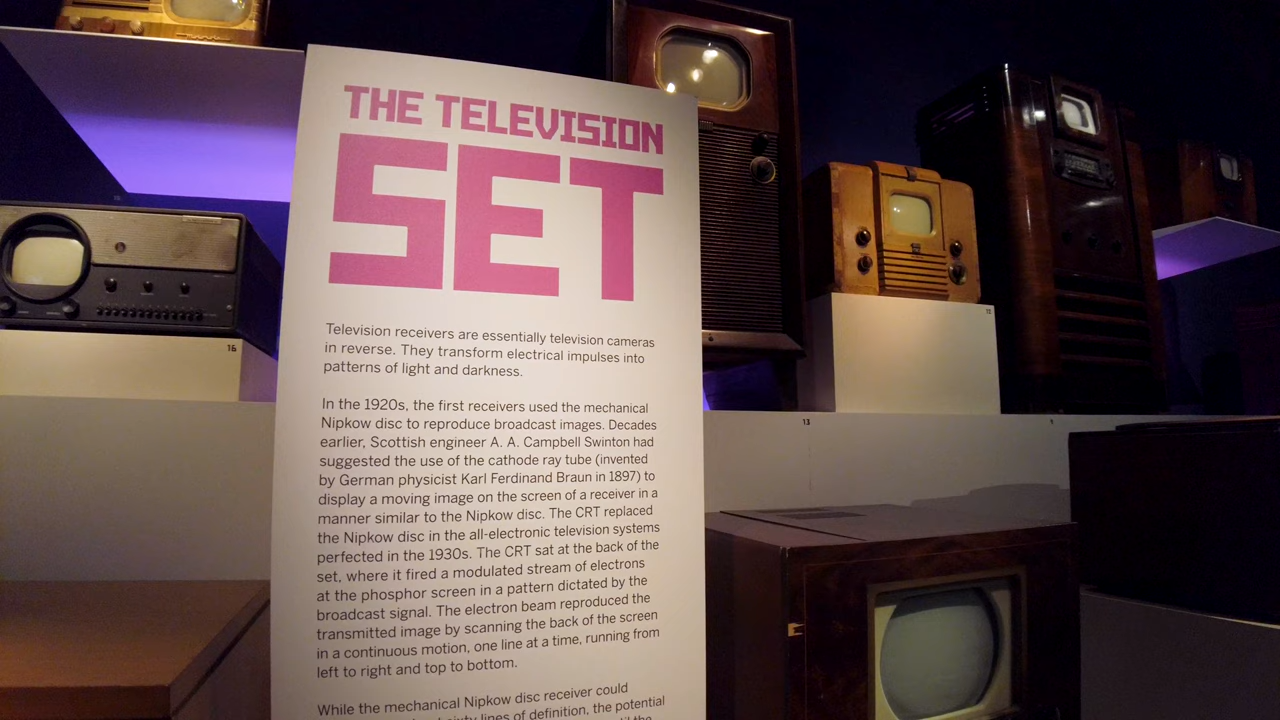 THE TELEVISION
SET
Television receivers are essentially television cameras
in reverse. They transform electrical impulses into
patterns of light and darkness.
In the 1920s, the first receivers used the mechanical
Nipkow disc to reproduce broadcast images. Decades
earlier, Scottish engineer A. A. Campbell Swinton had
suggested the use of the cathode ray tube (invented
by German physicist Karl Ferdinand Braun in 1897) to
display a moving image on the screen of a receiver in a
manner similar to the Nipkow disc. The CRT replaced
the Nipkow disc in the all-electronic television systems
perfected in the 1930s. The CRT sat at the back of the
set, where it fired a modulated stream of electrons
at the phosphor screen in a pattern dictated by the
broadcast signal. The electron beam reproduced the
transmitted image by scanning the back of the screen
in a continuous motion, one line at a time, running from
left to right and top to bottom.
While the mechanical Nipkow disc receiver could
lines of definition, the potential
the
16
13